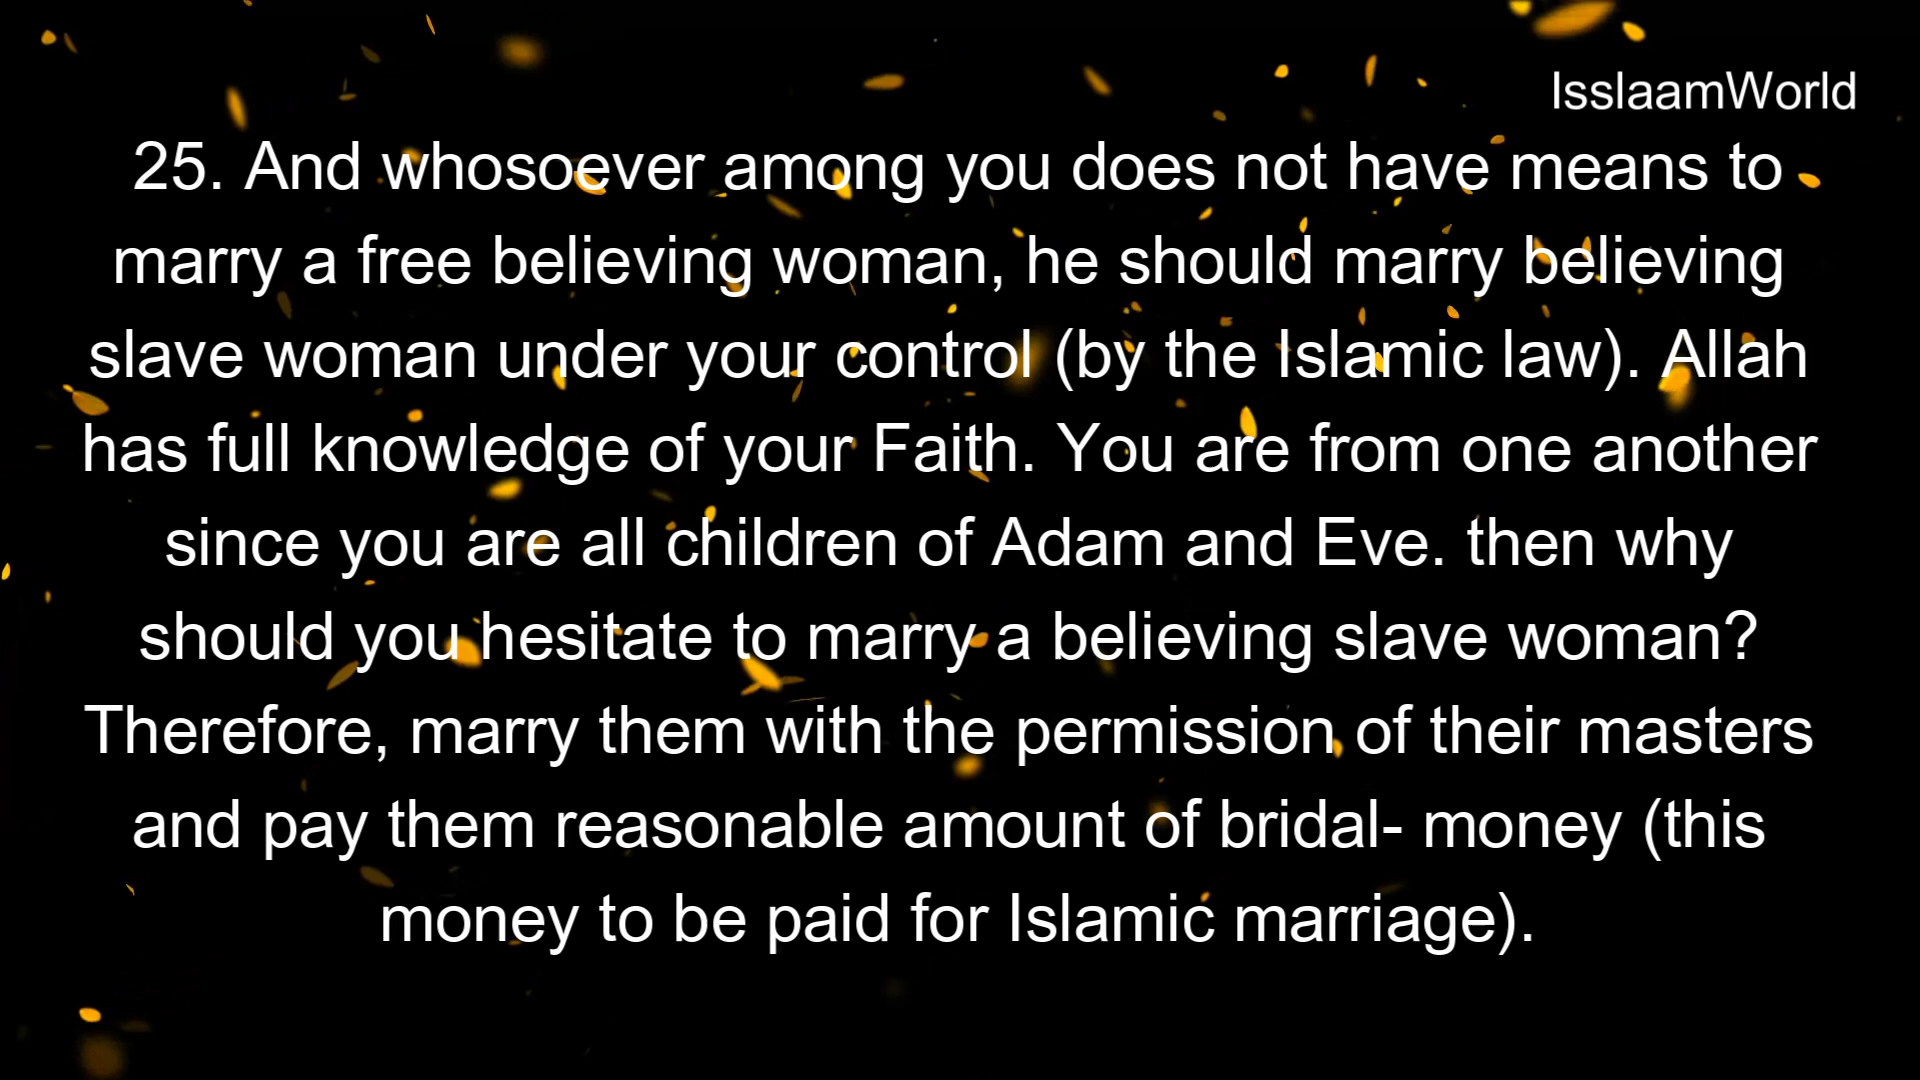 IsslaamWorld
25. And whosoever among you does not have means to
marry a free believing woman, he should marry believing
slave woman under your control (by the Islamic law). Allah
has full knowledge of your Faith. You are from one another
since you are all children of Adam and Eve. then why
should you hesitate to marry a believing slave woman?
Therefore, marry them with the permission of their masters
and pay them reasonable amount of bridal- money (this
money to be paid for Islamic marriage).